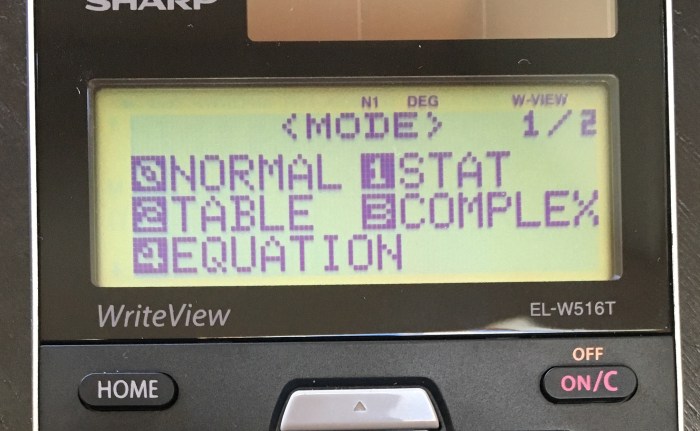 SHARP
N1 DEG W-VIEW
<MODE> 1/2
0NORMAL 1STAT
2TABLE 3COMPLEX
4EQUATION
WriteView EL-W516T
OFF
HOME ON/C